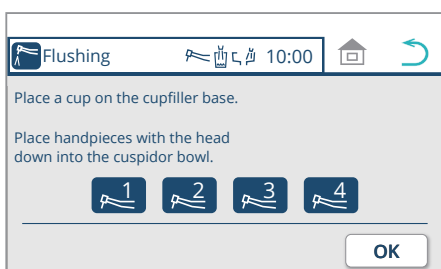 Flushing 10:00
Place a cup on the cupfiller base.
Place handpieces with the head
down into the cuspidor bowl.
1 2 3 4
OK